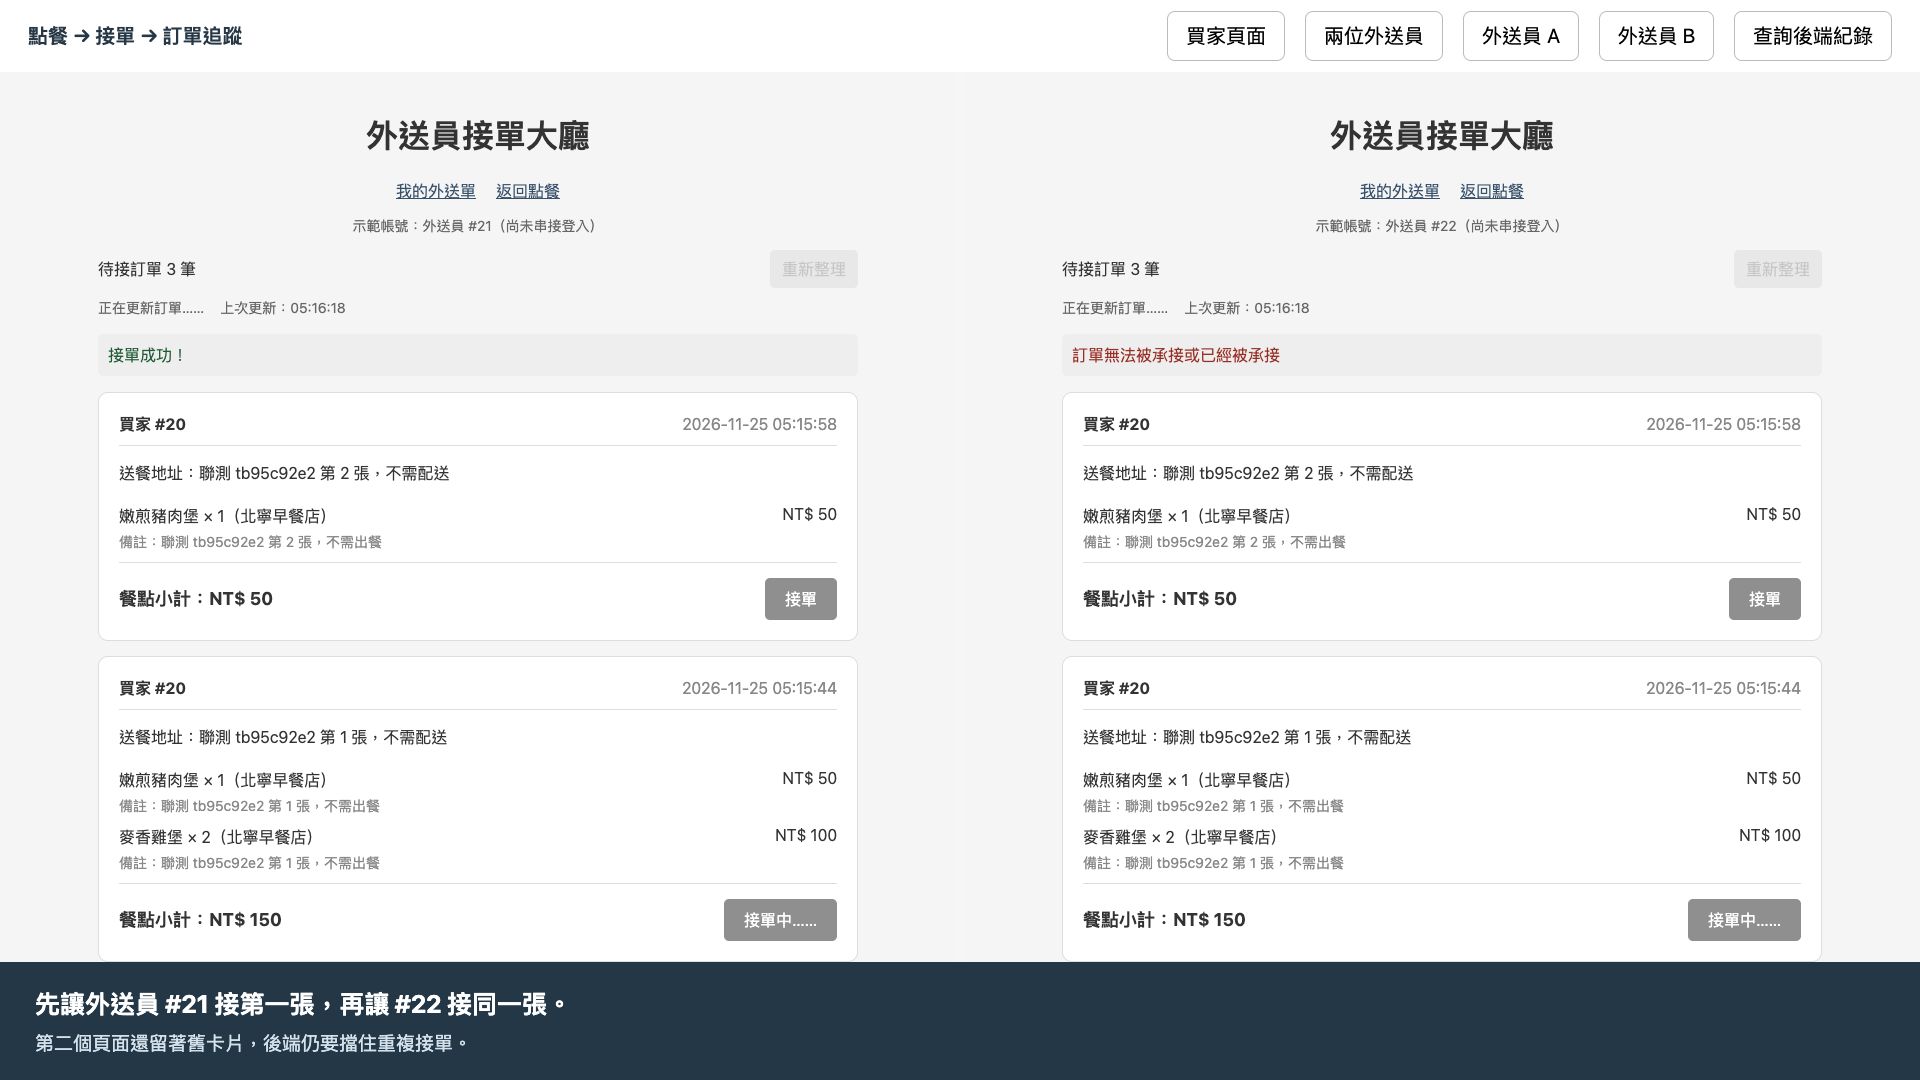 點餐 → 接單 → 訂單追蹤
買家頁面
兩位外送員
外送員 A
外送員 B
查詢後端紀錄
外送員接單大廳
我的外送單 返回點餐
示範帳號：外送員 #21（尚未串接登入）
待接訂單 3 筆
重新整理
正在更新訂單…… 上次更新：05:16:18
接單成功！
買家 #20 2026-11-25 05:15:58
送餐地址：聯測 tb95c92e2 第 2 張，不需配送
嫩煎豬肉堡 × 1（北寧早餐店） NT$ 50
備註：聯測 tb95c92e2 第 2 張，不需出餐
餐點小計：NT$ 50
接單
買家 #20 2026-11-25 05:15:44
送餐地址：聯測 tb95c92e2 第 1 張，不需配送
嫩煎豬肉堡 × 1（北寧早餐店） NT$ 50
備註：聯測 tb95c92e2 第 1 張，不需出餐
麥香雞堡 × 2（北寧早餐店） NT$ 100
備註：聯測 tb95c92e2 第 1 張，不需出餐
餐點小計：NT$ 150
接單中……
外送員接單大廳
我的外送單 返回點餐
示範帳號：外送員 #22（尚未串接登入）
待接訂單 3 筆
重新整理
正在更新訂單…… 上次更新：05:16:18
訂單無法被承接或已經被承接
買家 #20 2026-11-25 05:15:58
送餐地址：聯測 tb95c92e2 第 2 張，不需配送
嫩煎豬肉堡 × 1（北寧早餐店） NT$ 50
備註：聯測 tb95c92e2 第 2 張，不需出餐
餐點小計：NT$ 50
接單
買家 #20 2026-11-25 05:15:44
送餐地址：聯測 tb95c92e2 第 1 張，不需配送
嫩煎豬肉堡 × 1（北寧早餐店） NT$ 50
備註：聯測 tb95c92e2 第 1 張，不需出餐
麥香雞堡 × 2（北寧早餐店） NT$ 100
備註：聯測 tb95c92e2 第 1 張，不需出餐
餐點小計：NT$ 150
接單中……
先讓外送員 #21 接第一張，再讓 #22 接同一張。
第二個頁面還留著舊卡片，後端仍要擋住重複接單。